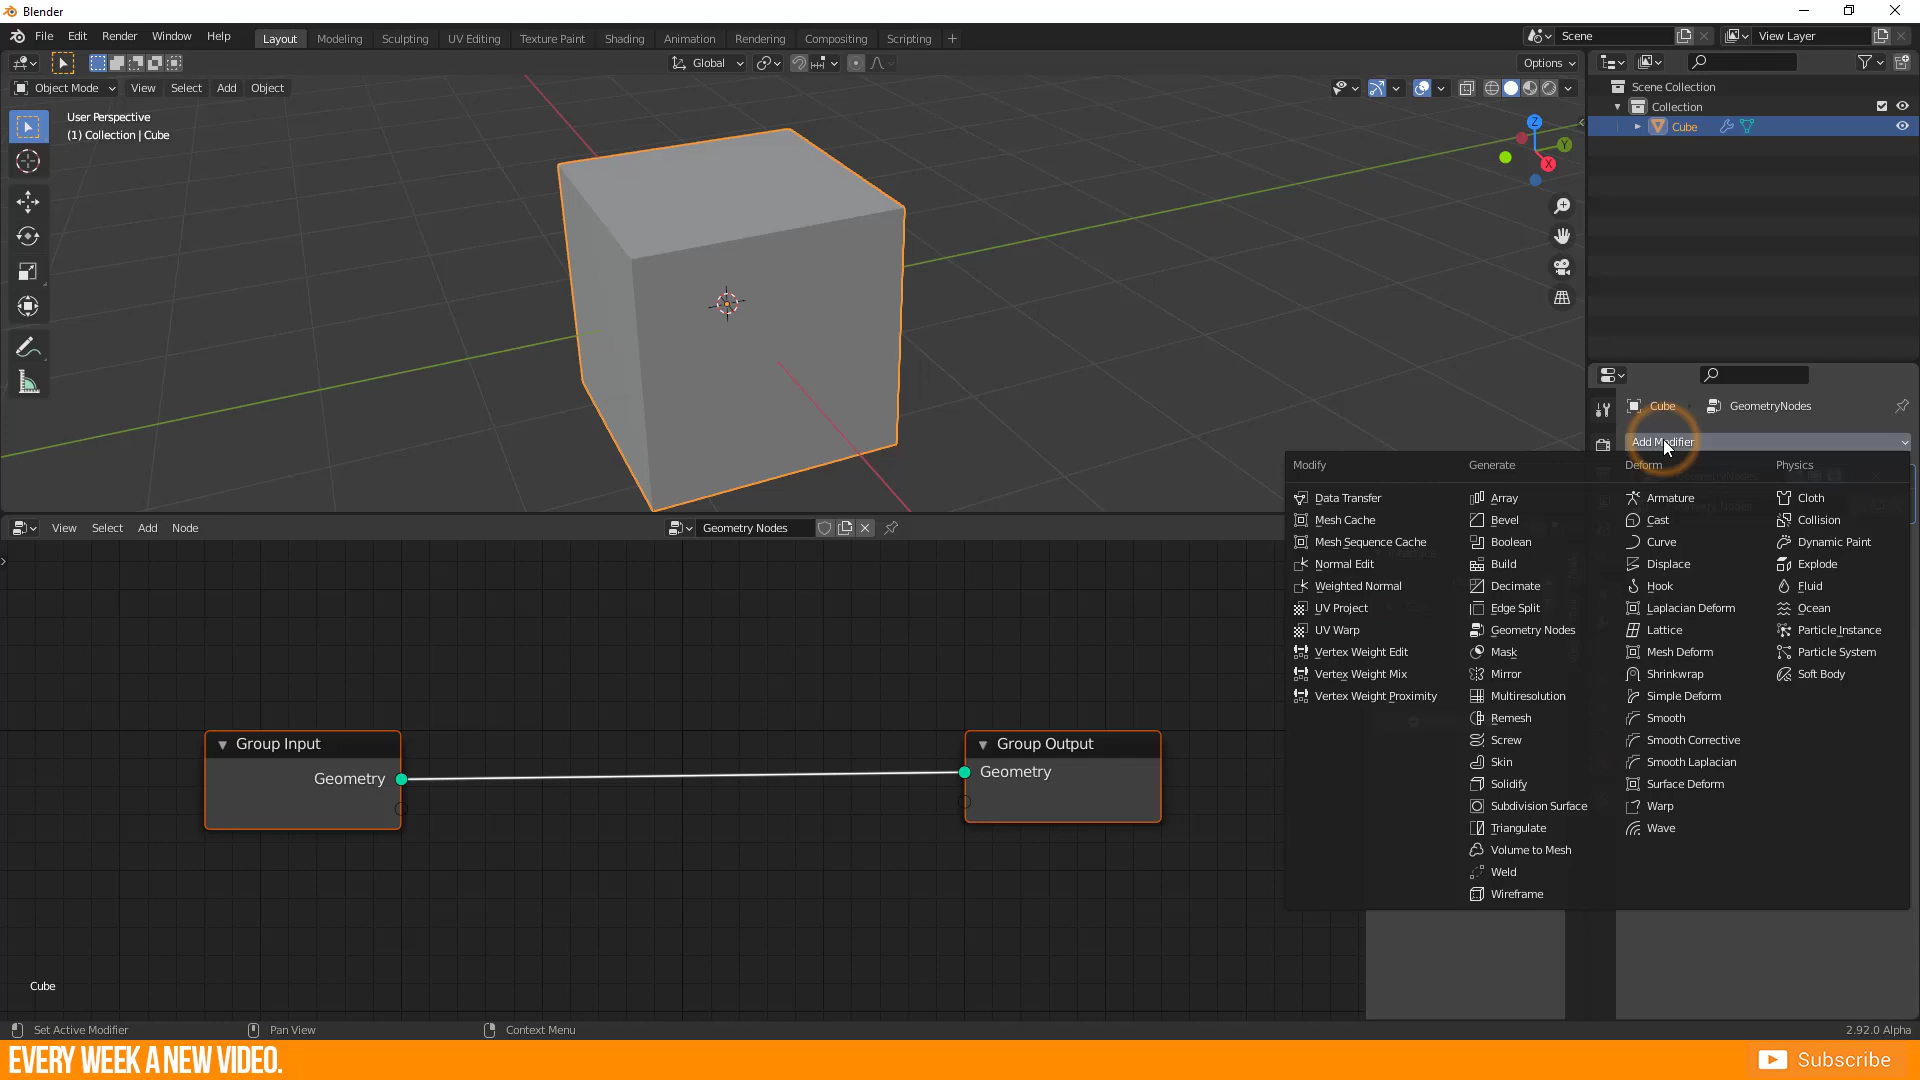 Blender
File Edit Render Window Help
Layout Modeling Sculpting UV Editing Texture Paint Shading Animation Rendering Compositing Scripting
Scene
View Layer
Global
Options
Object Mode View Select Add Object
User Perspective
(1) Collection | Cube
Z
Y
X
Scene Collection
Collection
Cube
Cube GeometryNodes
Add Modifier
Modify
Data Transfer
Mesh Cache
Mesh Sequence Cache
Normal Edit
Weighted Normal
UV Project
UV Warp
Vertex Weight Edit
Vertex Weight Mix
Vertex Weight Proximity
Generate
Array
Bevel
Boolean
Build
Decimate
Edge Split
Geometry Nodes
Mask
Mirror
Multiresolution
Remesh
Screw
Skin
Solidify
Subdivision Surface
Triangulate
Volume to Mesh
Weld
Wireframe
Deform
Armature
Cast
Curve
Displace
Hook
Laplacian Deform
Lattice
Mesh Deform
Shrinkwrap
Simple Deform
Smooth
Smooth Corrective
Smooth Laplacian
Surface Deform
Warp
Wave
Physics
Cloth
Collision
Dynamic Paint
Explode
Fluid
Ocean
Particle Instance
Particle System
Soft Body
View Select Add Node
Geometry Nodes
Group Input
Geometry
Group Output
Geometry
Cube
Set Active Modifier
Pan View
Context Menu
2.92.0 Alpha
EVERY WEEK A NEW VIDEO.
Subscribe